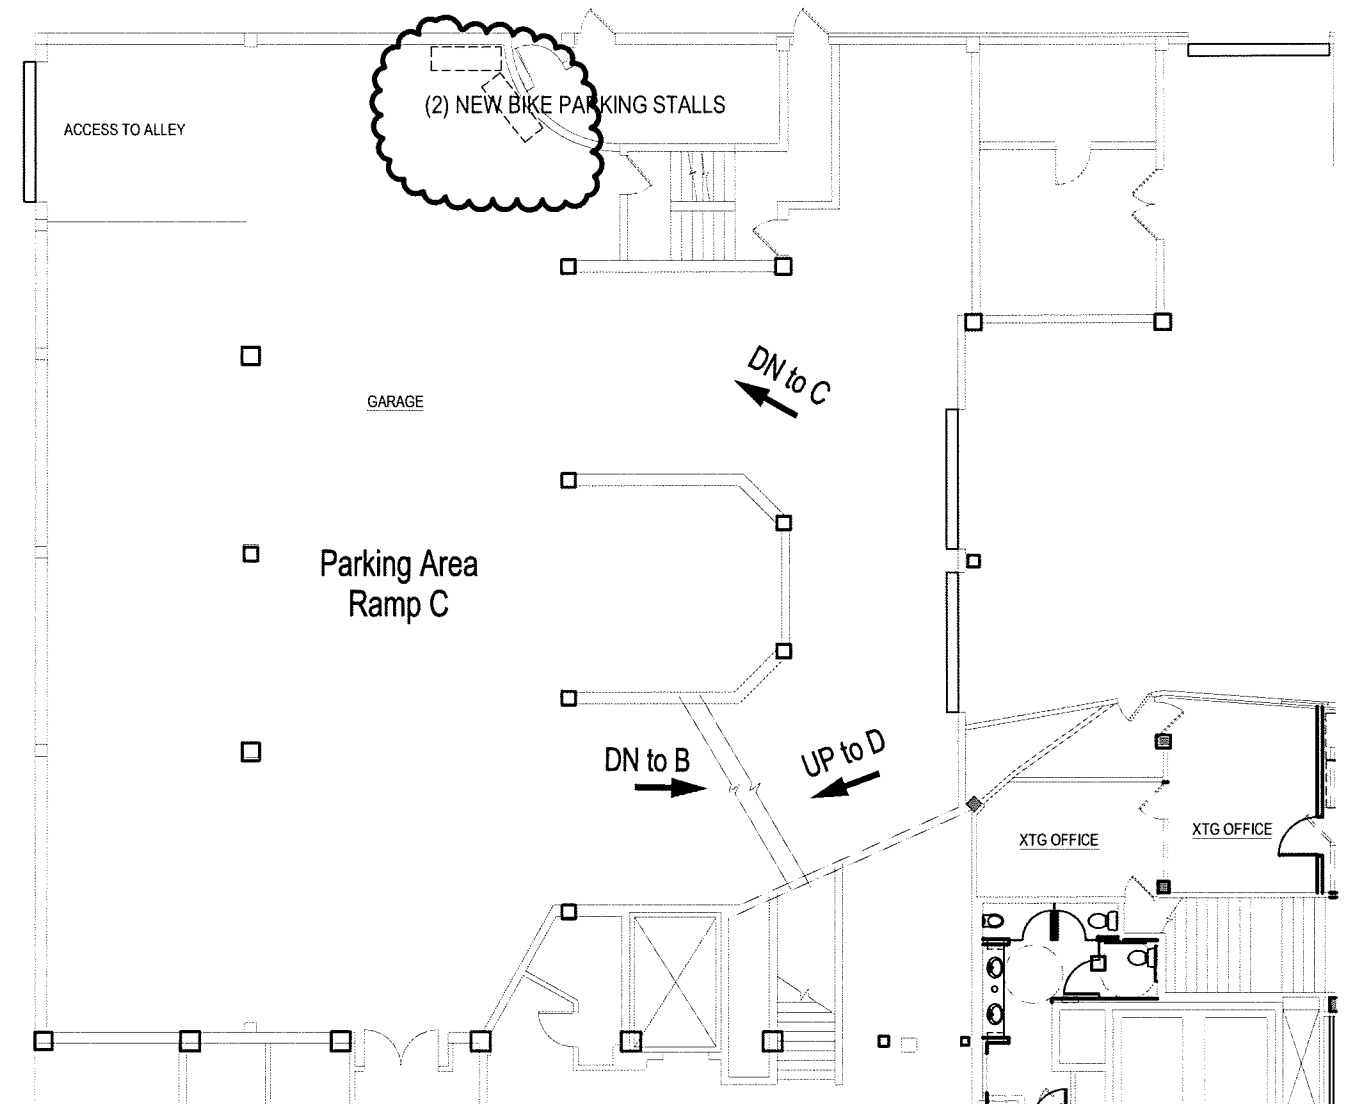 (2) NEW BIKE PARKING STALLS
ACCESS TO ALLEY
DN to C
GARAGE
Parking Area
Ramp C
DN to B
UP to D
XTG OFFICE
XTG OFFICE